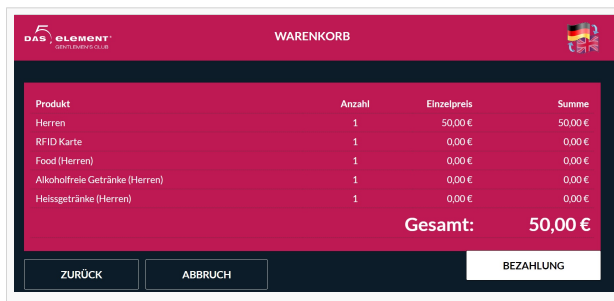 5
DAS element
GENTLEMEN'S CLUB
WARENKORB
Produkt Anzahl Einzelpreis Summe
Herren 1 50,00 € 50,00 €
RFID Karte 1 0,00 € 0,00 €
Food (Herren) 1 0,00 € 0,00 €
Alkoholfreie Getränke (Herren) 1 0,00 € 0,00 €
Heissgetränke (Herren) 1 0,00 € 0,00 €
Gesamt: 50,00 €
ZURÜCK ABBRUCH BEZAHLUNG